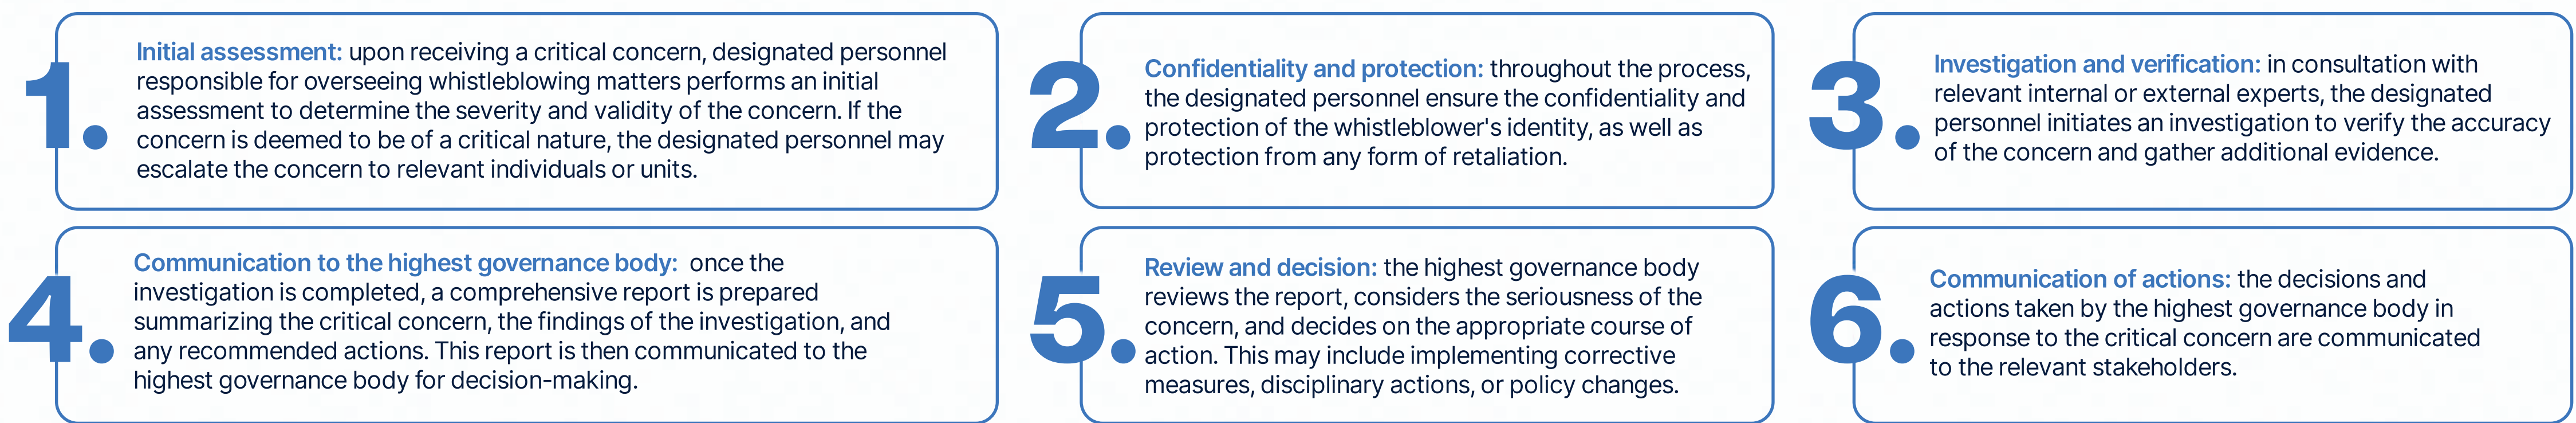 1.
Initial assessment: upon receiving a critical concern, designated personnel
responsible for overseeing whistleblowing matters performs an initial
assessment to determine the severity and validity of the concern. If the
concern is deemed to be of a critical nature, the designated personnel may
escalate the concern to relevant individuals or units.
2.
Confidentiality and protection: throughout the process,
the designated personnel ensure the confidentiality and
protection of the whistleblower's identity, as well as
protection from any form of retaliation.
3.
Investigation and verification: in consultation with
relevant internal or external experts, the designated
personnel initiates an investigation to verify the accuracy
of the concern and gather additional evidence.
4.
Communication to the highest governance body: once the
investigation is completed, a comprehensive report is prepared
summarizing the critical concern, the findings of the investigation, and
any recommended actions. This report is then communicated to the
highest governance body for decision-making.
5.
Review and decision: the highest governance body
reviews the report, considers the seriousness of the
concern, and decides on the appropriate course of
action. This may include implementing corrective
measures, disciplinary actions, or policy changes.
6.
Communication of actions: the decisions and
actions taken by the highest governance body in
response to the critical concern are communicated
to the relevant stakeholders.